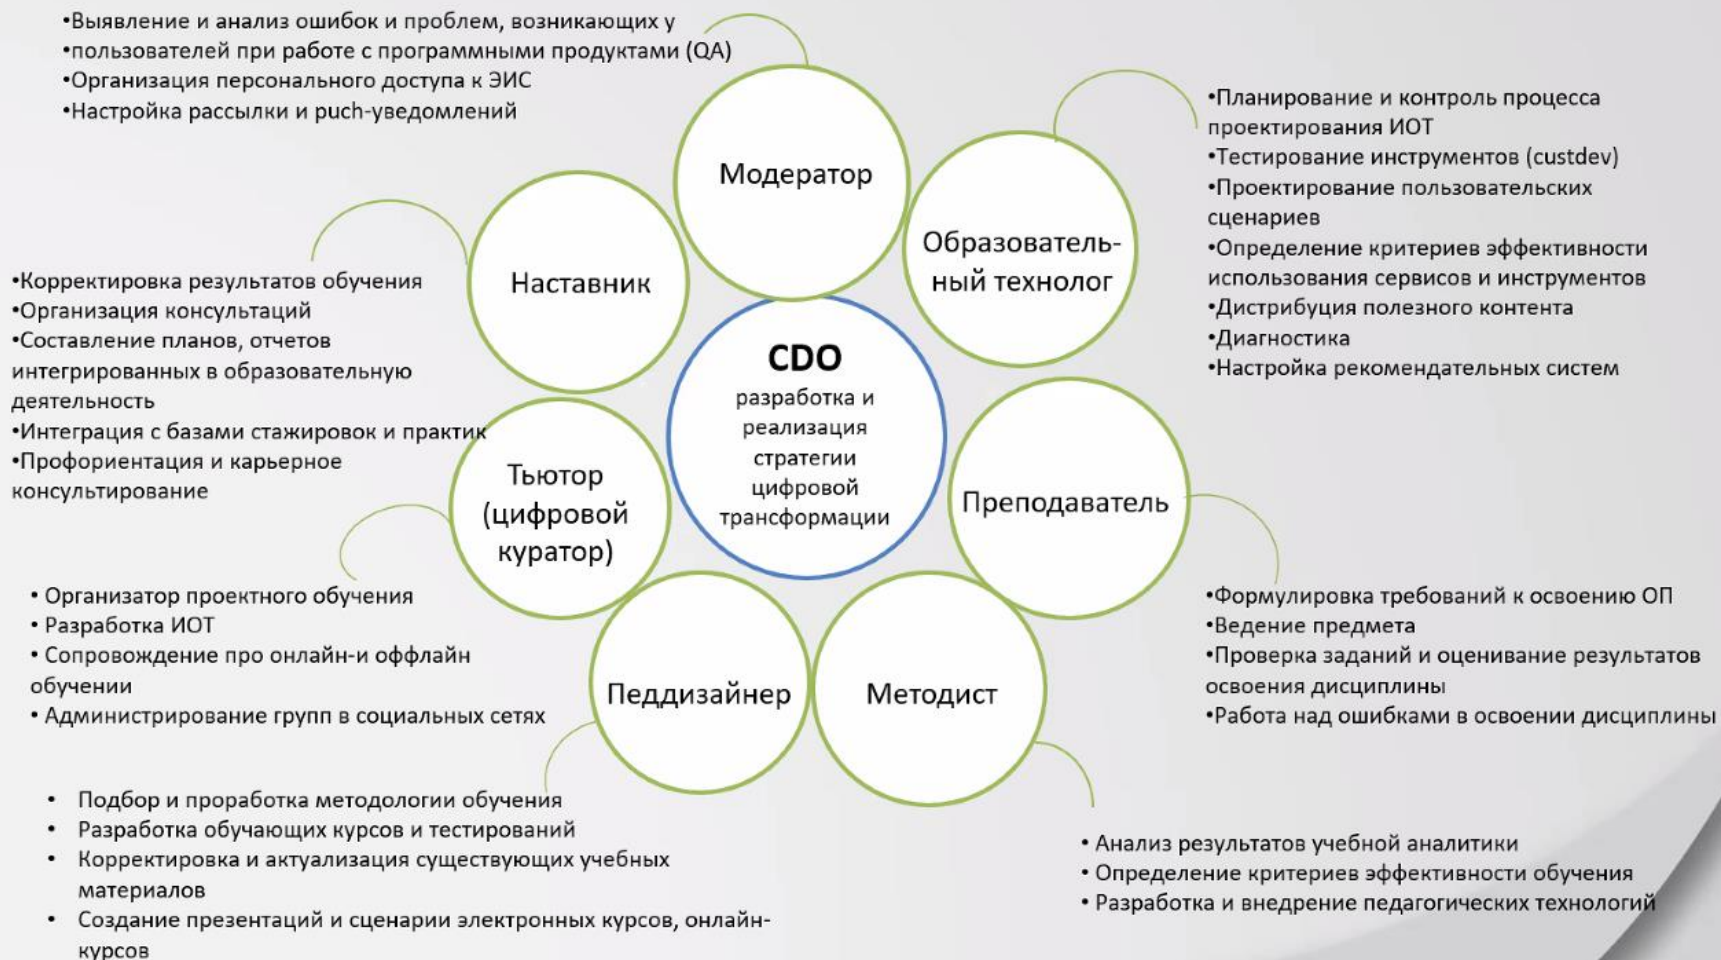 •Выявление и анализ ошибок и проблем, возникающих у
•пользователей при работе с программными продуктами (QA)
•Организация персонального доступа к ЭИС
•Настройка рассылки и puch-уведомлений
Модератор
•Планирование и контроль процесса
проектирования ИОТ
•Тестирование инструментов (custdev)
•Проектирование пользовательских
сценариев
•Определение критериев эффективности
использования сервисов и инструментов
•Дистрибуция полезного контента
•Диагностика
•Настройка рекомендательных систем
Образователь-
ный технолог
Наставник
•Корректировка результатов обучения
•Организация консультаций
•Составление планов, отчетов
интегрированных в образовательную
деятельность
•Интеграция с базами стажировок и практик
•Профориентация и карьерное
консультирование
CDO
разработка и
реализация
стратегии
цифровой
трансформации
Тьютор
(цифровой
куратор)
Преподаватель
• Организатор проектного обучения
• Разработка ИОТ
• Сопровождение про онлайн-и оффлайн
обучении
• Администрирование групп в социальных сетях
•Формулировка требований к освоению ОП
•Ведение предмета
•Проверка заданий и оценивание результатов
освоения дисциплины
•Работа над ошибками в освоении дисциплины
Педдизайнер
Методист
• Подбор и проработка методологии обучения
• Разработка обучающих курсов и тестирований
• Корректировка и актуализация существующих учебных
материалов
• Создание презентаций и сценарии электронных курсов, онлайн-
курсов
• Анализ результатов учебной аналитики
• Определение критериев эффективности обучения
• Разработка и внедрение педагогических технологий